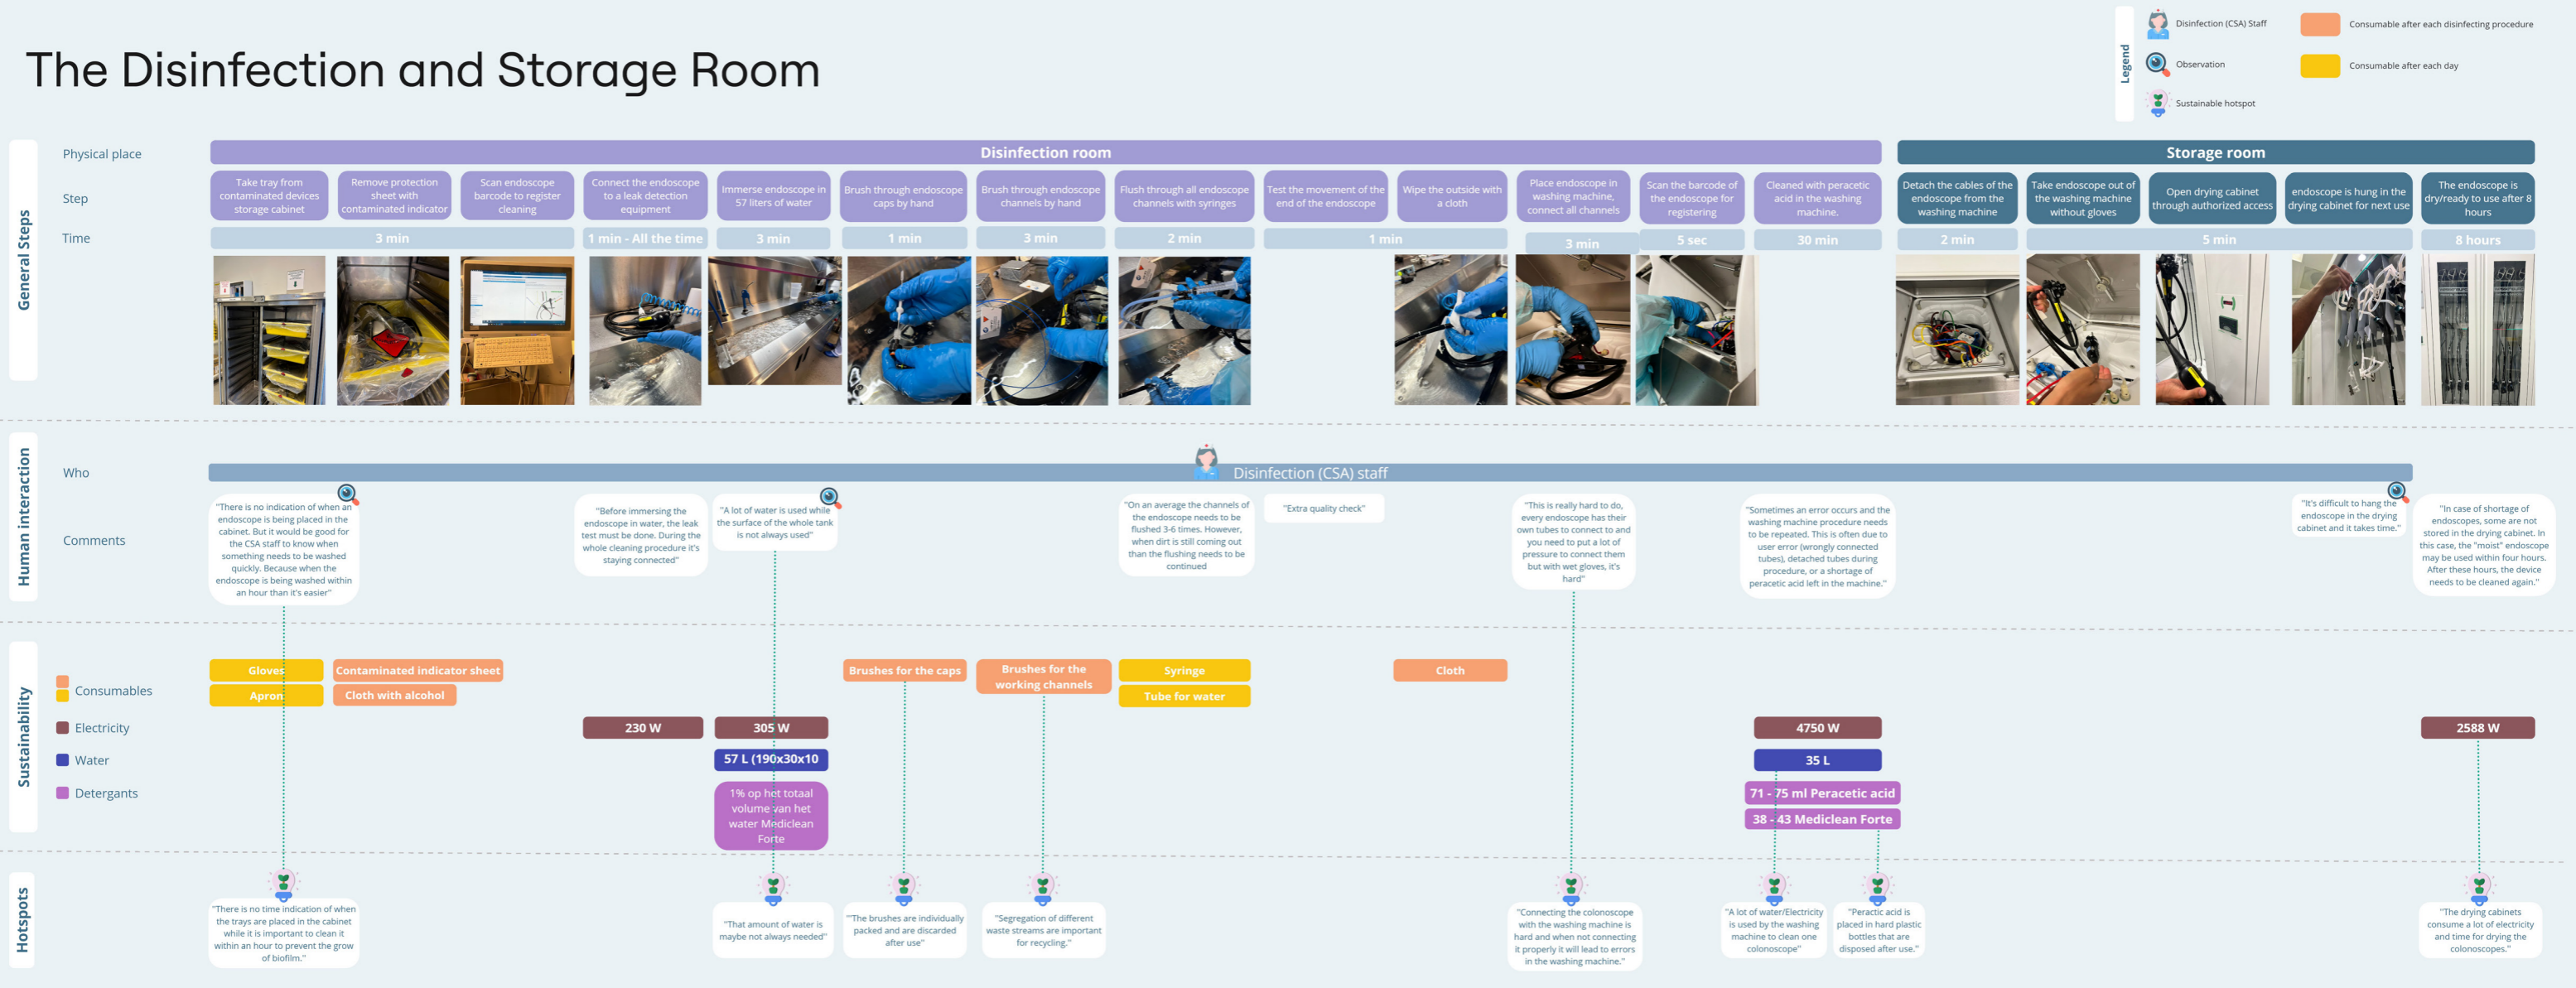 The Disinfection and Storage Room
Legend
Disinfection (CSA) Staff
Observation
Sustainable hotspot
Consumable after each disinfecting procedure
Consumable after each day
General Steps
Physical place
Disinfection room
Storage room
Step
Take tray from
contaminated devices
storage cabinet
Remove protection
sheet with
contaminated indicator
Scan endoscope
barcode to register
cleaning
Connect the endoscope
to a leak detection
equipment
Immerse endoscope in
57 liters of water
Brush through endoscope
caps by hand
Brush through endoscope
channels by hand
Flush through all endoscope
channels with syringes
Test the movement of the
end of the endoscope
Wipe the outside with
a cloth
Place endoscope in
washing machine,
connect all channels
Scan the barcode of
the endoscope for
registering
Cleaned with peracetic
acid in the washing
machine.
Detach the cables of the
endoscope from the
washing machine
Take endoscope out of
the washing machine
without gloves
Open drying cabinet
through authorized access
endoscope is hung in the
drying cabinet for next use
The endoscope is
dry/ready to use after 8
hours
Time
3 min
1 min - All the time
3 min
1 min
3 min
2 min
1 min
3 min
5 sec
30 min
2 min
5 min
8 hours
Human interaction
Who
Disinfection (CSA) staff
Comments
"There is no indication of when an
endoscope is being placed in the
cabinet. But it would be good for
the CSA staff to know when
something needs to be washed
quickly. Because when the
endoscope is being washed within
an hour than it's easier"
"Before immersing the
endoscope in water, the leak
test must be done. During the
whole cleaning procedure it's
staying connected"
"A lot of water is used while
the surface of the whole tank
is not always used"
"On an average the channels of
the endoscope needs to be
flushed 3-6 times. However,
when dirt is still coming out
than the flushing needs to be
continued
"Extra quality check"
"This is really hard to do,
every endoscope has their
own tubes to connect to and
you need to put a lot of
pressure to connect them
but with wet gloves, it's
hard"
"Sometimes an error occurs and the
washing machine procedure needs
to be repeated. This is often due to
user error (wrongly connected
tubes), detached tubes during
procedure, or a shortage of
peracetic acid left in the machine."
"It's difficult to hang the
endoscope in the drying
cabinet and it takes time."
"In case of shortage of
endoscopes, some are not
stored in the drying cabinet. In
this case, the "moist" endoscope
may be used within four hours.
After these hours, the device
needs to be cleaned again."
Sustainability
Consumables
Gloves
Apron
Contaminated indicator sheet
Cloth with alcohol
Brushes for the caps
Brushes for the
working channels
Syringe
Tube for water
Cloth
Electricity
230 W
305 W
4750 W
2588 W
Water
57 L (190x30x10
35 L
Detergants
1% op het totaal
volume van het
water Mediclean
Forte
71 - 75 ml Peracetic acid
38 - 43 Mediclean Forte
Hotspots
"There is no time indication of when
the trays are placed in the cabinet
while it is important to clean it
within an hour to prevent the grow
of biofilm."
"That amount of water is
maybe not always needed"
""The brushes are individually
packed and are discarded
after use"
"Segregation of different
waste streams are important
for recycling."
"Connecting the colonoscope
with the washing machine is
hard and when not connecting
it properly it will lead to errors
in the washing machine."
"A lot of water/Electricity
is used by the washing
machine to clean one
colonoscope"
"Peractic acid is
placed in hard plastic
bottles that are
disposed after use."
"The drying cabinets
consume a lot of electricity
and time for drying the
colonoscopes."